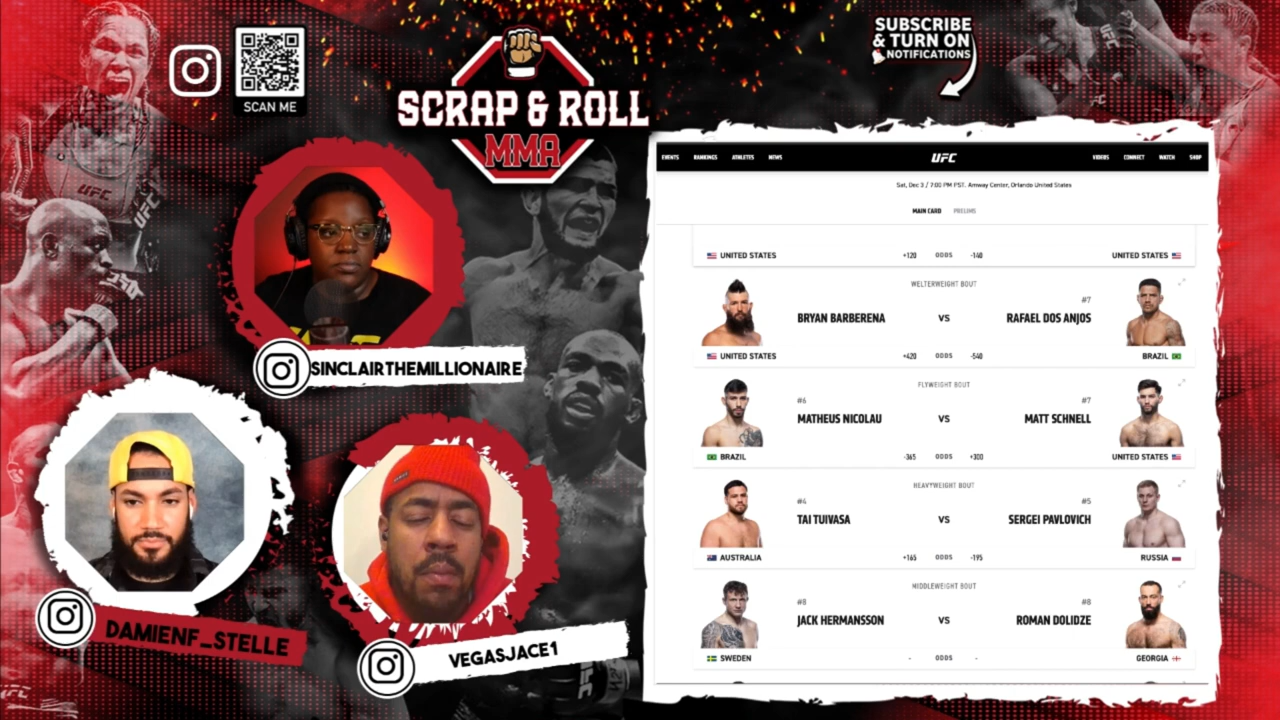 SCAN ME
SCRAP & ROLL
MMA
SUBSCRIBE
& TURN ON
NOTIFICATIONS
UFC
UFC
SINCLAIRTHEMILLIONAIRE
DAMIENF_STELLE
VEGASJACE1
EVENTS RANKINGS ATHLETES NEWS UFC VIDEOS CONNECT WATCH SHOP
Sat, Dec 3 / 7:00 PM PST. Amway Center, Orlando United States
MAIN CARD PRELIMS
UNITED STATES +120 ODDS -140 UNITED STATES
WELTERWEIGHT BOUT
#7
BRYAN BARBERENA VS RAFAEL DOS ANJOS
UNITED STATES +420 ODDS -540 BRAZIL
FLYWEIGHT BOUT
#6 #7
MATHEUS NICOLAU VS MATT SCHNELL
BRAZIL -365 ODDS +300 UNITED STATES
HEAVYWEIGHT BOUT
#4 #5
TAI TUIVASA VS SERGEI PAVLOVICH
AUSTRALIA +165 ODDS -195 RUSSIA
MIDDLEWEIGHT BOUT
#8 #8
JACK HERMANSSON VS ROMAN DOLIDZE
SWEDEN - ODDS - GEORGIA